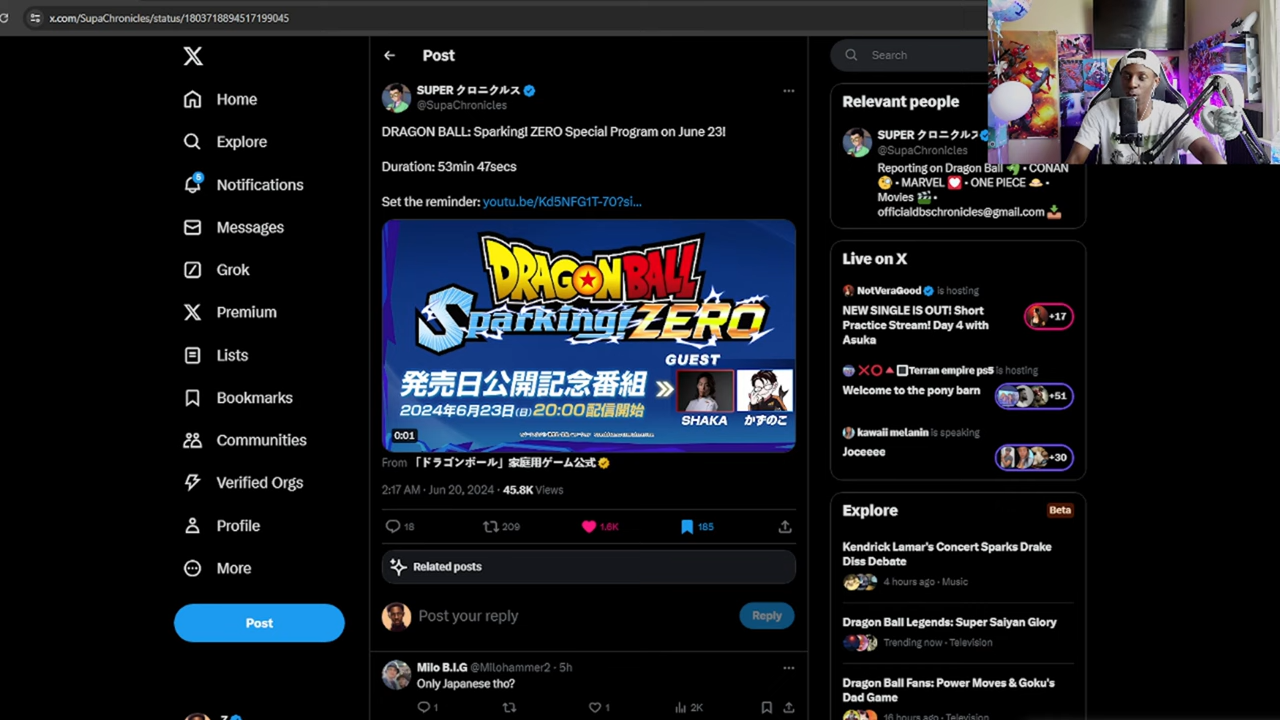 x.com/SupaChronicles/status/1803718894517199045
Home
Explore
5
Notifications
Messages
Grok
Premium
Lists
Bookmarks
Communities
Verified Orgs
Profile
More
Post
Post
SUPER クロニクルス
@SupaChronicles
DRAGON BALL: Sparking! ZERO Special Program on June 23!
Duration: 53min 47secs
Set the reminder: youtu.be/Kd5NFG1T-70?si...
DRAGON BALL
Sparking! ZERO
GUEST
発売日公開記念番組
2024年6月23日(日)20:00配信開始
SHAKA
かずのこ
0:01
From 「ドラゴンボール」家庭用ゲーム公式
2:17 AM · Jun 20, 2024 · 45.8K Views
18
209
1.6K
185
Related posts
Post your reply
Reply
Milo B.I.G @MIlohammer2 · 5h
Only Japanese tho?
1
1
2K
Search
Relevant people
SUPER クロニクルス
@SupaChronicles
Reporting on Dragon Ball 🐉 • CONAN
🧐 • MARVEL 💟 • ONE PIECE 👒 •
Movies 🎬 •
officialdbschronicles@gmail.com 📩
Live on X
NotVeraGood is hosting
NEW SINGLE IS OUT! Short
Practice Stream! Day 4 with
Asuka
+17
Terran empire ps5 is hosting
Welcome to the pony barn
+51
kawaii melanin is speaking
Joceeee
+30
Explore
Beta
Kendrick Lamar's Concert Sparks Drake
Diss Debate
4 hours ago · Music
Dragon Ball Legends: Super Saiyan Glory
Trending now · Television
Dragon Ball Fans: Power Moves & Goku's
Dad Game
16 hours ago · Television